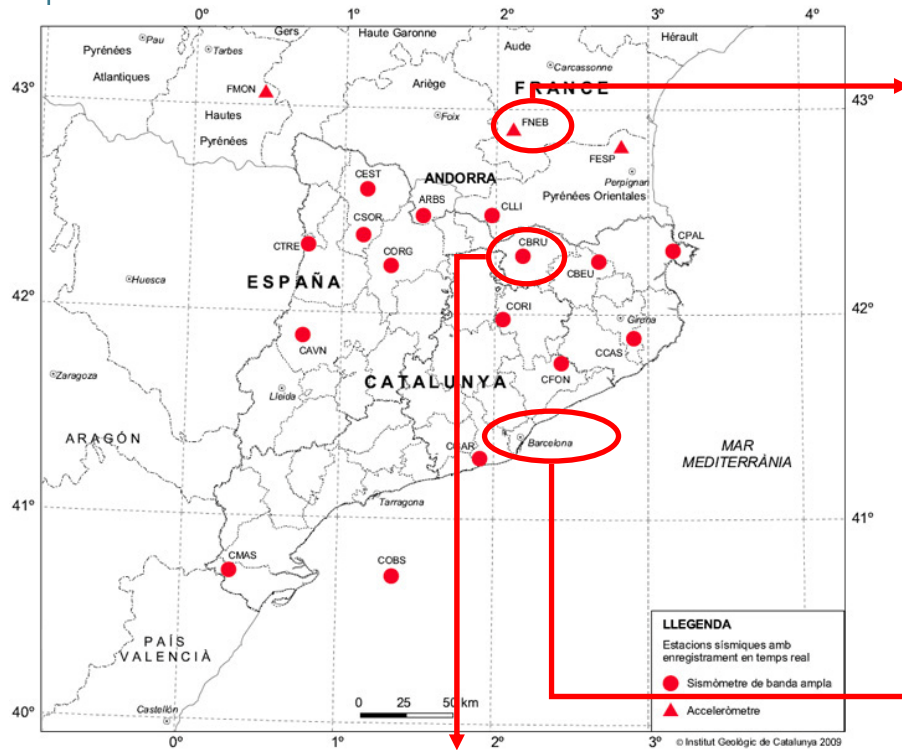 0°
1°
2°
3°
4°
Pau
Tarbes
Gers
Haute Garonne
Aude
Hérault
Pyrénées
Atlantiques
Carcassonne
43°
FMON
Ariège
FRANCE
43°
Hautes
Pyrénées
Foix
FNEB
FESP
CEST
ANDORRA
Perpignan
ARBS
CLLI
Pyrénées Orientales
CSOR
CTRE
CORG
CBRU
CPAL
CBEU
Huesca
ESPAÑA
42°
CORI
Girona
42°
CAVN
CCAS
CFON
Zaragoza
Lleida
CATALUNYA
ARAGÓN
Barcelona
MAR
MEDITERRÀNIA
Tarragona
41°
41°
CMAS
COBS
PAÍS
VALENCIÀ
LLEGENDA
Estacions sísmiques amb
enregistrament en temps real
Sismòmetre de banda ampla
Acceleròmetre
0 25 50 km
40°
Castellón
40°
© Institut Geològic de Catalunya 2009
0°
1°
2°
3°